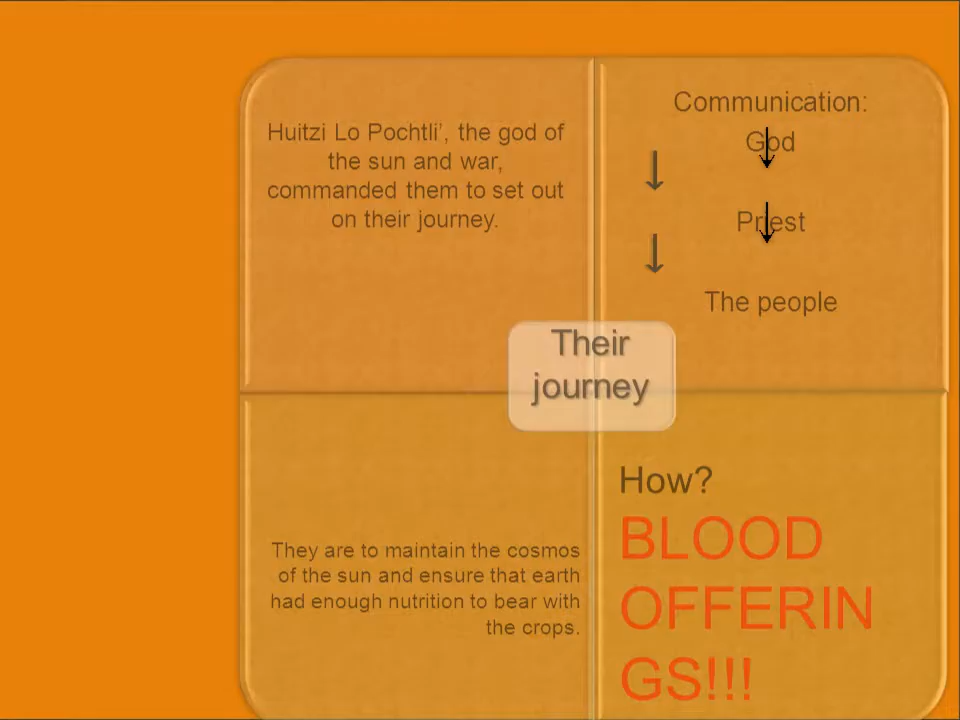 Huitzi Lo Pochtli’, the god of
the sun and war,
commanded them to set out
on their journey.
Communication:
God
Priest
The people
Their
journey
They are to maintain the cosmos
of the sun and ensure that earth
had enough nutrition to bear with
the crops.
How?
BLOOD
OFFERIN
GS!!!